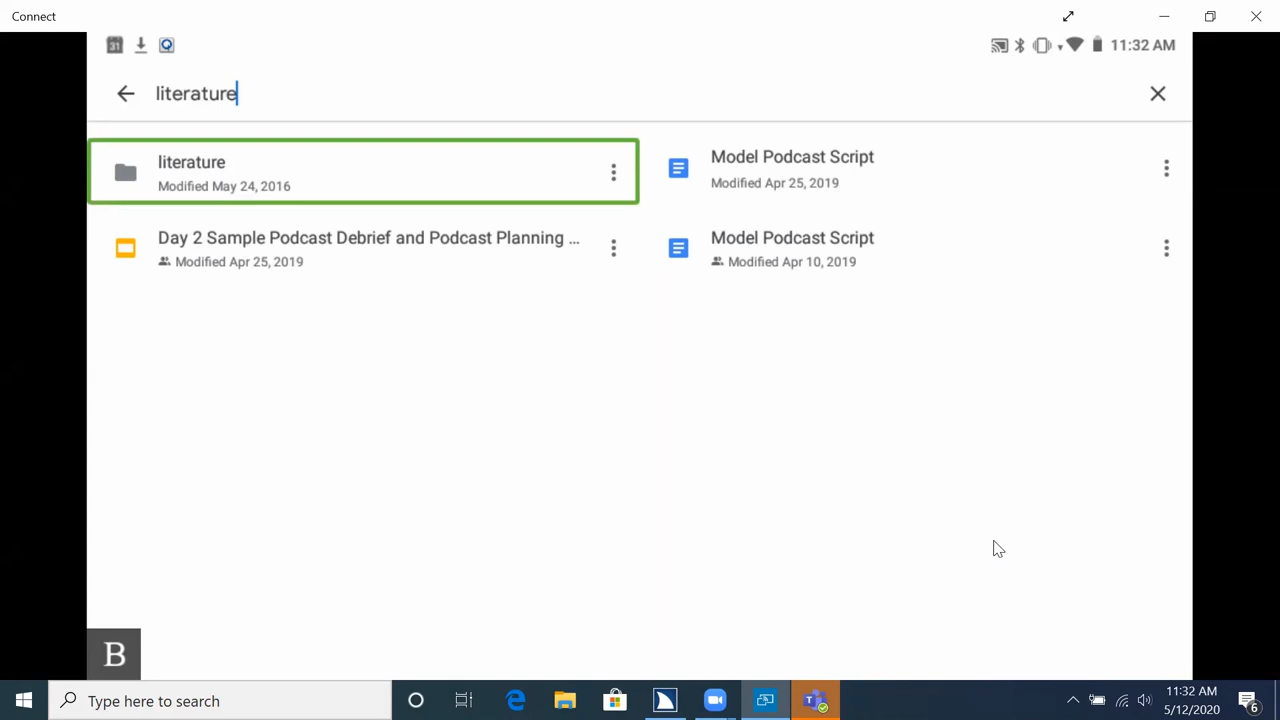 Connect
31
11:32 AM
literature
literature
Modified May 24, 2016
Model Podcast Script
Modified Apr 25, 2019
Day 2 Sample Podcast Debrief and Podcast Planning ...
Modified Apr 25, 2019
Model Podcast Script
Modified Apr 10, 2019
B
Type here to search
11:32 AM
5/12/2020
6